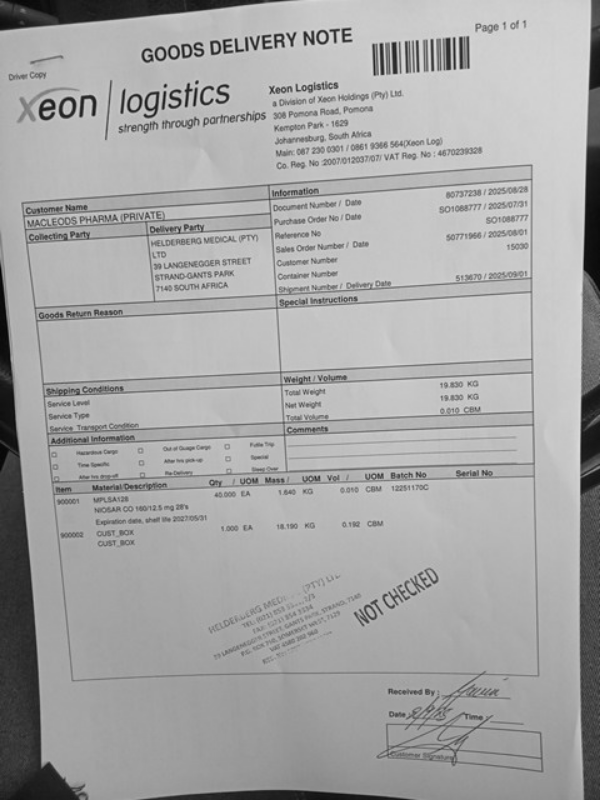 Page 1 of 1
GOODS DELIVERY NOTE
Driver Copy
xeon logistics
strength through partnerships
Xeon Logistics
a Division of Xeon Holdings (Pty) Ltd.
308 Pomona Road, Pomona
Kempton Park - 1629
Johannesburg, South Africa
Main: 087 230 0301 / 0861 9366 564(Xeon Log)
Co. Reg. No :2007/012037/07/ VAT Reg. No : 4670239328
Customer Name
MACLEODS PHARMA (PRIVATE)
Collecting Party
Delivery Party
HELDERBERG MEDICAL (PTY)
LTD
39 LANGENEGGER STREET
STRAND-GANTS PARK
7140 SOUTH AFRICA
Information
Document Number / Date 80737238 / 2025/08/28
Purchase Order No / Date SO1088777 / 2025/07/31
Reference No SO1088777
Sales Order Number / Date 50771966 / 2025/08/01
Customer Number 15030
Container Number
Shipment Number / Delivery Date 513670 / 2025/09/01
Goods Return Reason
Special Instructions
Shipping Conditions
Service Level
Service Type
Service Transport Condition
Weight / Volume
Total Weight 19.830 KG
Net Weight 19.830 KG
Total Volume 0.010 CBM
Additional Information
Hazardous Cargo Out of Guage Cargo Futile Trip
Time Specific After hrs pick-up Special
After hrs drop-off Re-Delivery Sleep Over
Comments
Item Material/Description Qty / UOM Mass / UOM Vol / UOM Batch No Serial No
900001 MPLSA128 40.000 EA 1.640 KG 0.010 CBM 12251170C
NIOSAR CO 160/12.5 mg 28's
Expiration date, shelf life 2027/05/31
900002 CUST_BOX 1.000 EA 18.190 KG 0.192 CBM
CUST_BOX
HELDERBERG (PTY) LTD
NOT CHECKED
Received By :
Date : Time :
Customer Signature